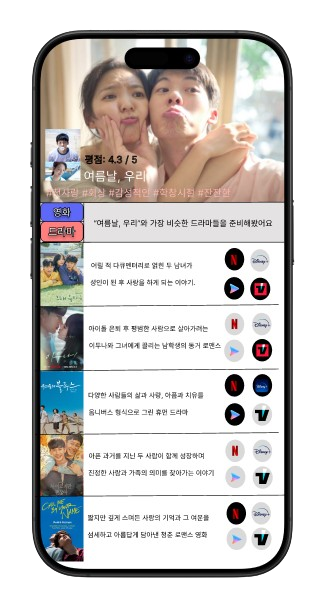 평점: 4.3 / 5
여름날, 우리
#첫사랑 #회상 #감성적인 #학창시절 #잔잔한
영화
드라마
"여름날, 우리"와 가장 비슷한 드라마들을 준비해왔어요
어릴 적 다큐멘터리로 얽힌 두 남녀가
성인이 된 후 사랑을 하게 되는 이야기.
아이돌 은퇴 후 평범한 사람으로 살아가려는
이두나와 그녀에게 끌리는 남학생의 동거 로맨스
다양한 사람들의 삶과 사랑, 아픔과 치유를
옴니버스 형식으로 그린 휴먼 드라마
아픈 과거를 지닌 두 사람이 함께 성장하며
진정한 사랑과 가족의 의미를 찾아가는 이야기
짧지만 깊게 스며든 사랑의 기억과 그 여운을
섬세하고 아름답게 담아낸 청춘 로맨스 영화